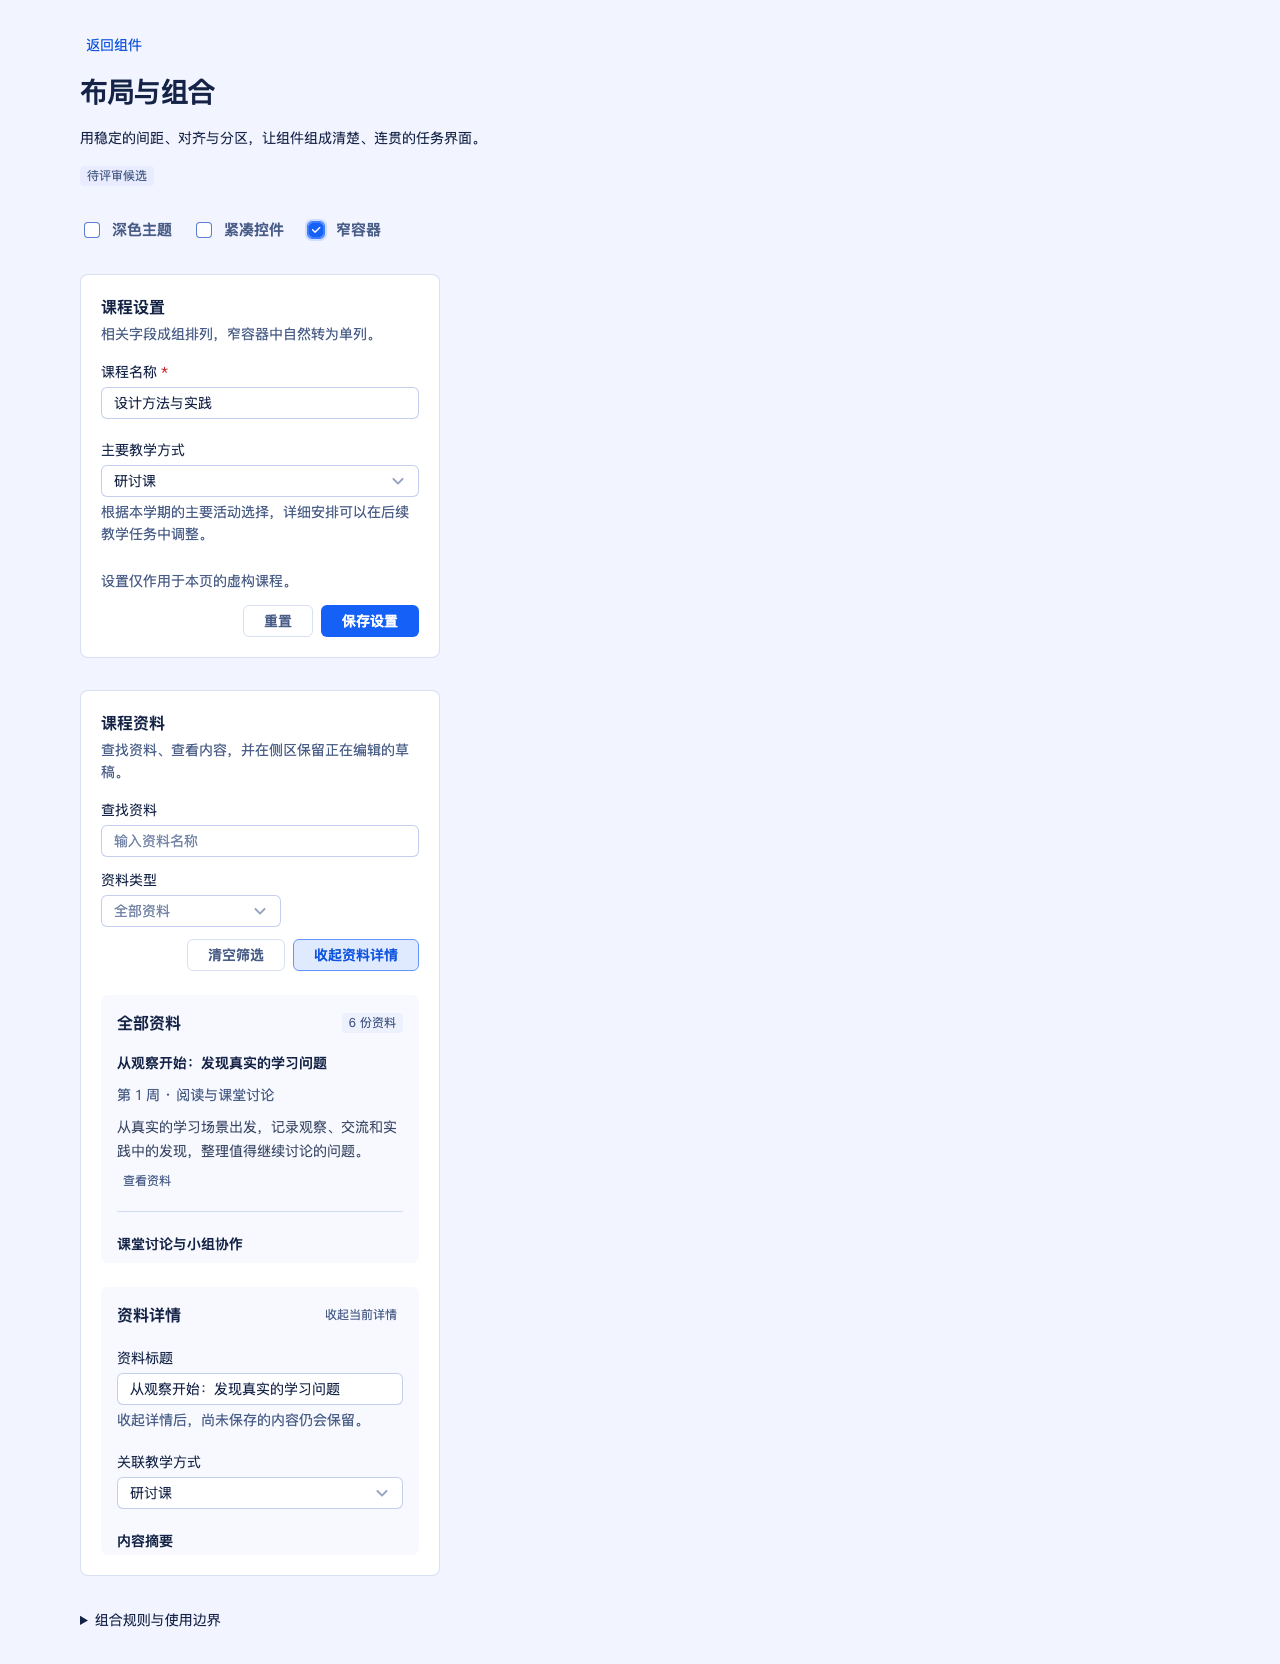 返回组件
布局与组合
用稳定的间距、对齐与分区，让组件组成清楚、连贯的任务界面。
待评审候选
深色主题 紧凑控件 窄容器
课程设置
相关字段成组排列，窄容器中自然转为单列。
课程名称 *
设计方法与实践
主要教学方式
研讨课
根据本学期的主要活动选择，详细安排可以在后续
教学任务中调整。
设置仅作用于本页的虚构课程。
重置 保存设置
课程资料
查找资料、查看内容，并在侧区保留正在编辑的草
稿。
查找资料
输入资料名称
资料类型
全部资料
清空筛选 收起资料详情
全部资料 6 份资料
从观察开始：发现真实的学习问题
第 1 周 · 阅读与课堂讨论
从真实的学习场景出发，记录观察、交流和实
践中的发现，整理值得继续讨论的问题。
查看资料
课堂讨论与小组协作
资料详情 收起当前详情
资料标题
从观察开始：发现真实的学习问题
收起详情后，尚未保存的内容仍会保留。
关联教学方式
研讨课
内容摘要
组合规则与使用边界